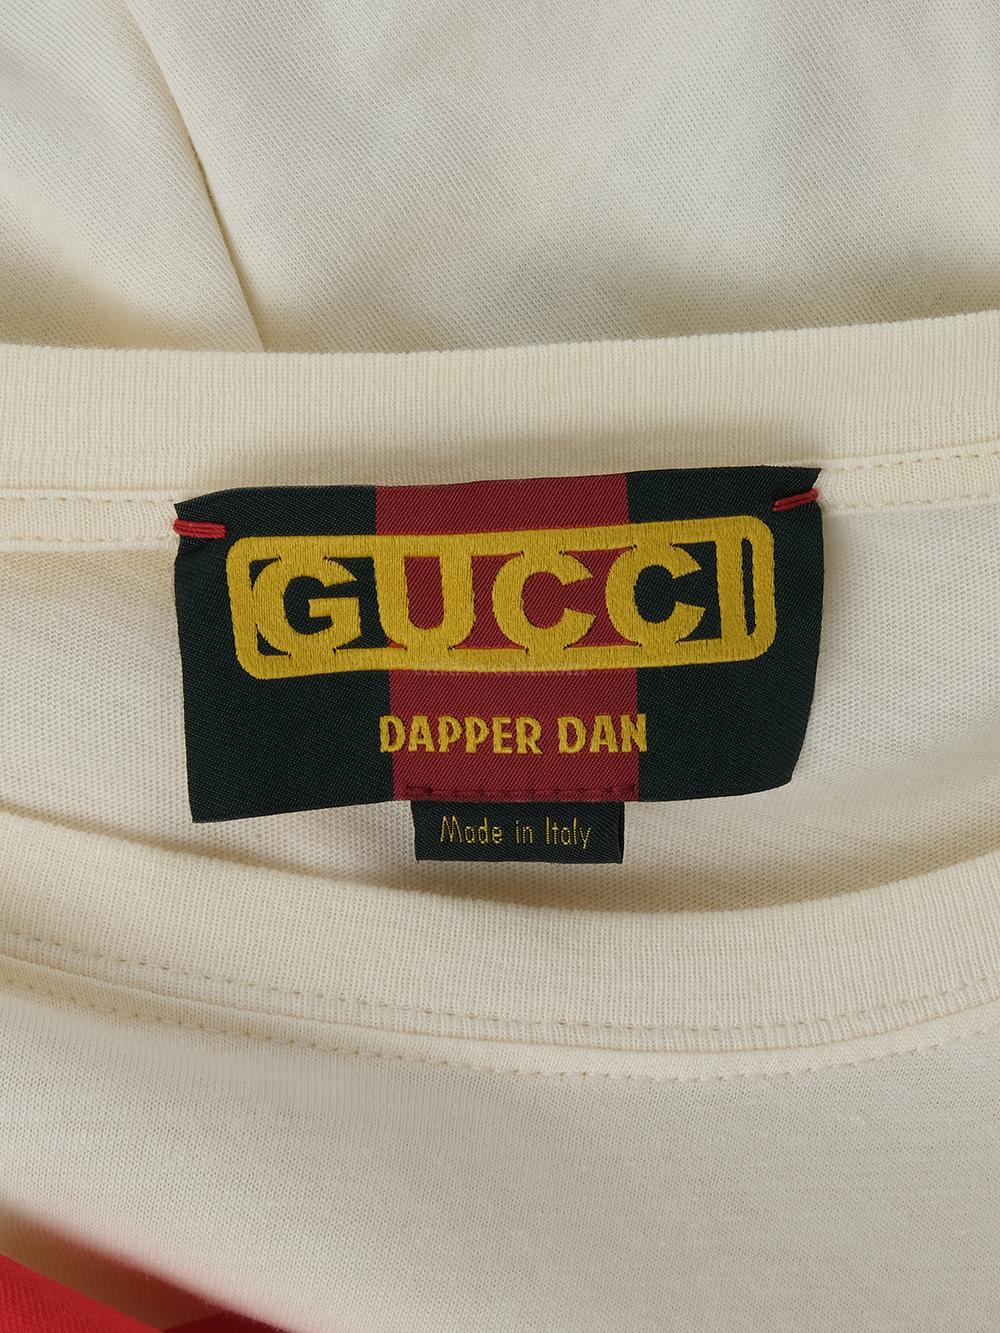 GUCCI
DAPPER DAN
Made in Italy